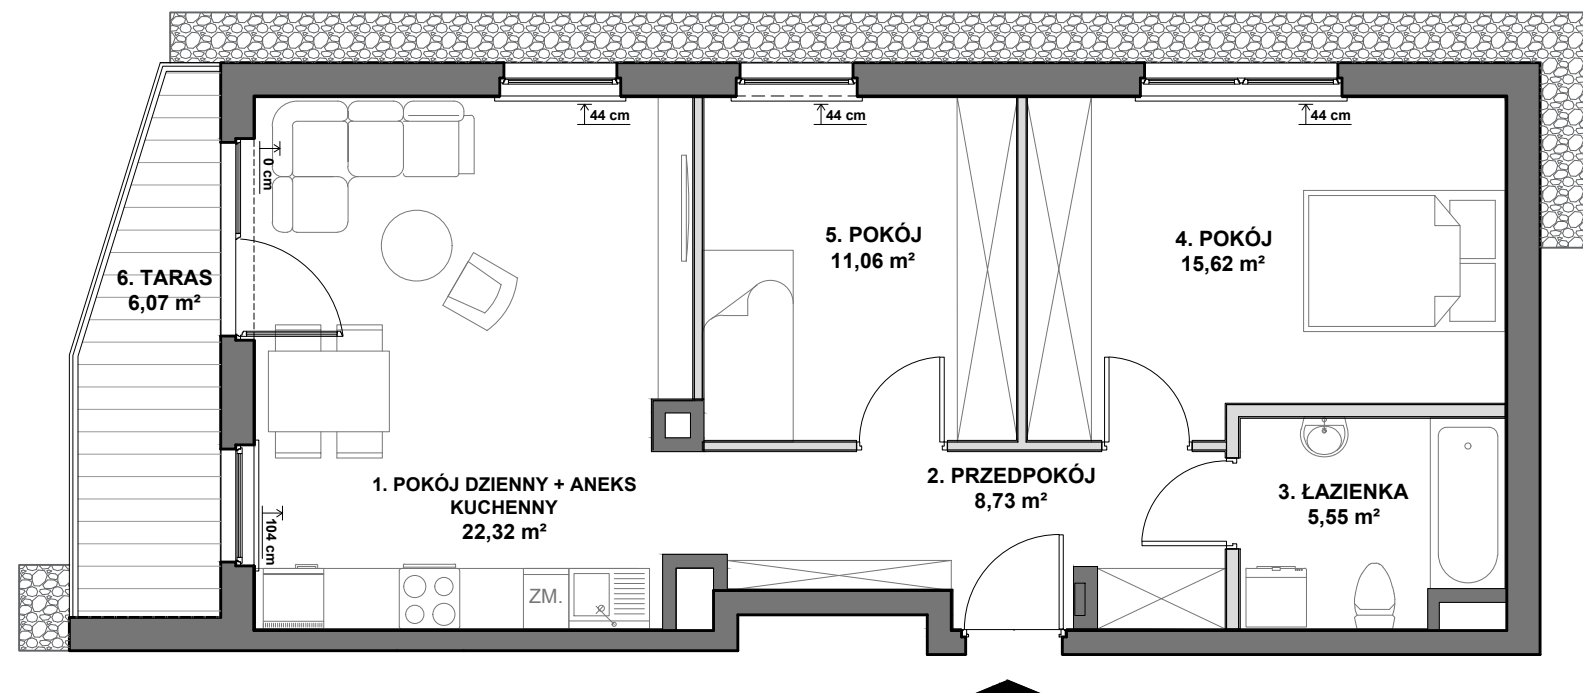 44 cm
44 cm
44 cm
0 cm
5. POKÓJ
11,06 m²
4. POKÓJ
15,62 m²
6. TARAS
6,07 m²
1. POKÓJ DZIENNY + ANEKS
KUCHENNY
22,32 m²
2. PRZEDPOKÓJ
8,73 m²
3. ŁAZIENKA
5,55 m²
104 cm
ZM.